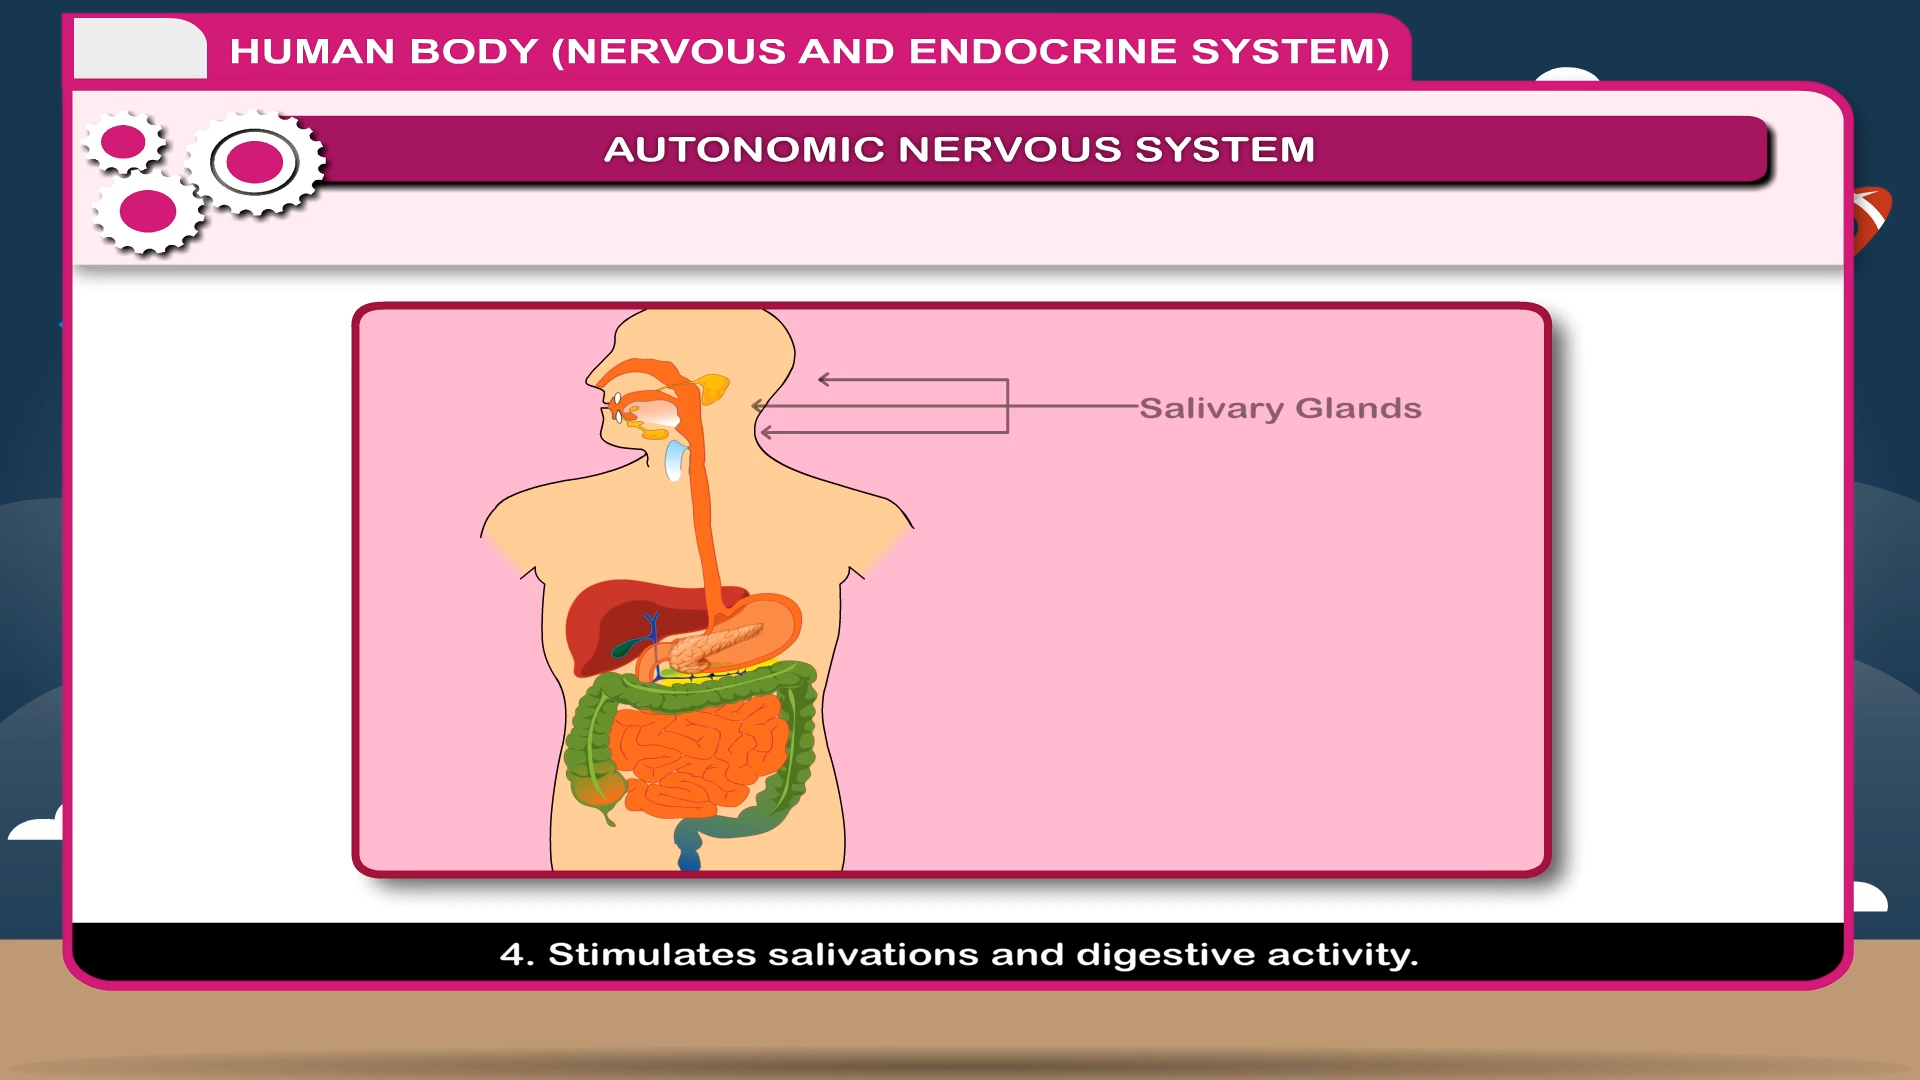 HUMAN BODY (NERVOUS AND ENDOCRINE SYSTEM)
AUTONOMIC NERVOUS SYSTEM
Salivary Glands
4. Stimulates salivations and digestive activity.